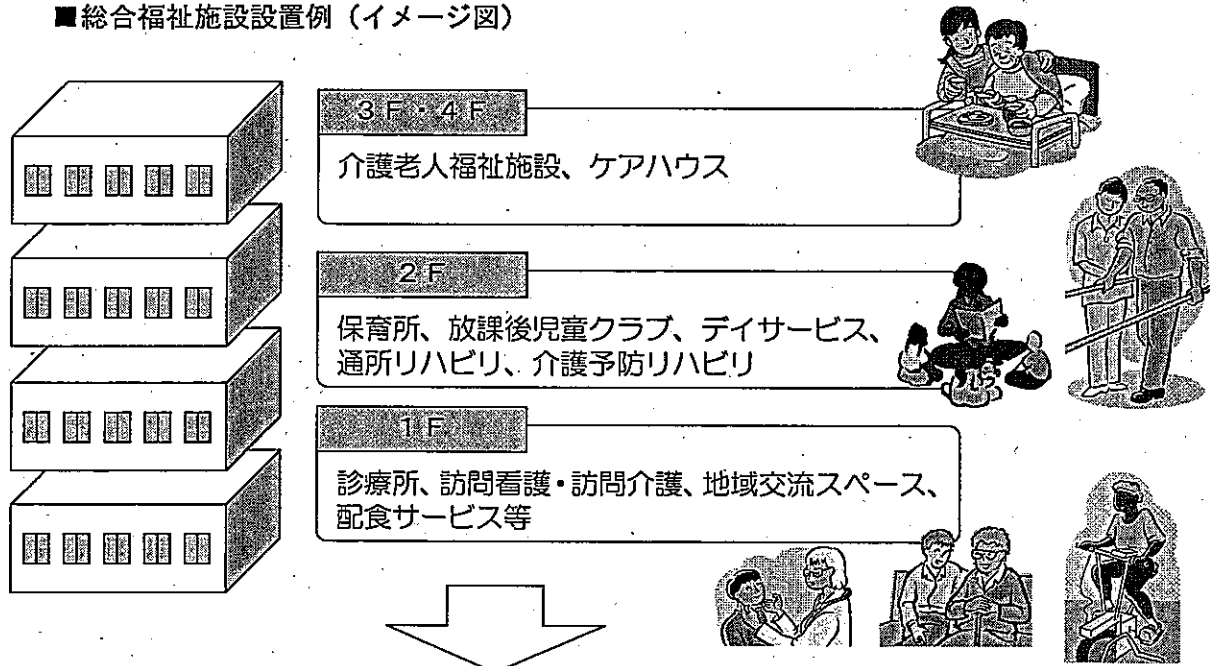 ■総合福祉施設設置例（イメージ図）
3F・4F
介護老人福祉施設、ケアハウス
2F
保育所、放課後児童クラブ、デイサービス、
通所リハビリ、介護予防リハビリ
1F
診療所、訪問看護・訪問介護、地域交流スペース、
配食サービス等